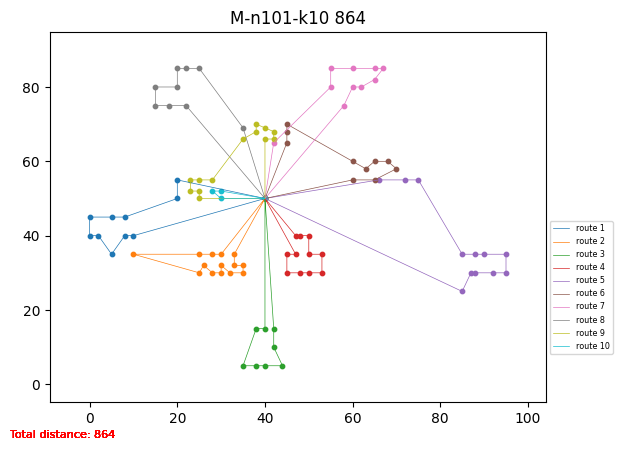 M-n101-k10 864
80
60
40
20
0
0 20 40 60 80 100
route 1
route 2
route 3
route 4
route 5
route 6
route 7
route 8
route 9
route 10
Total distance: 864